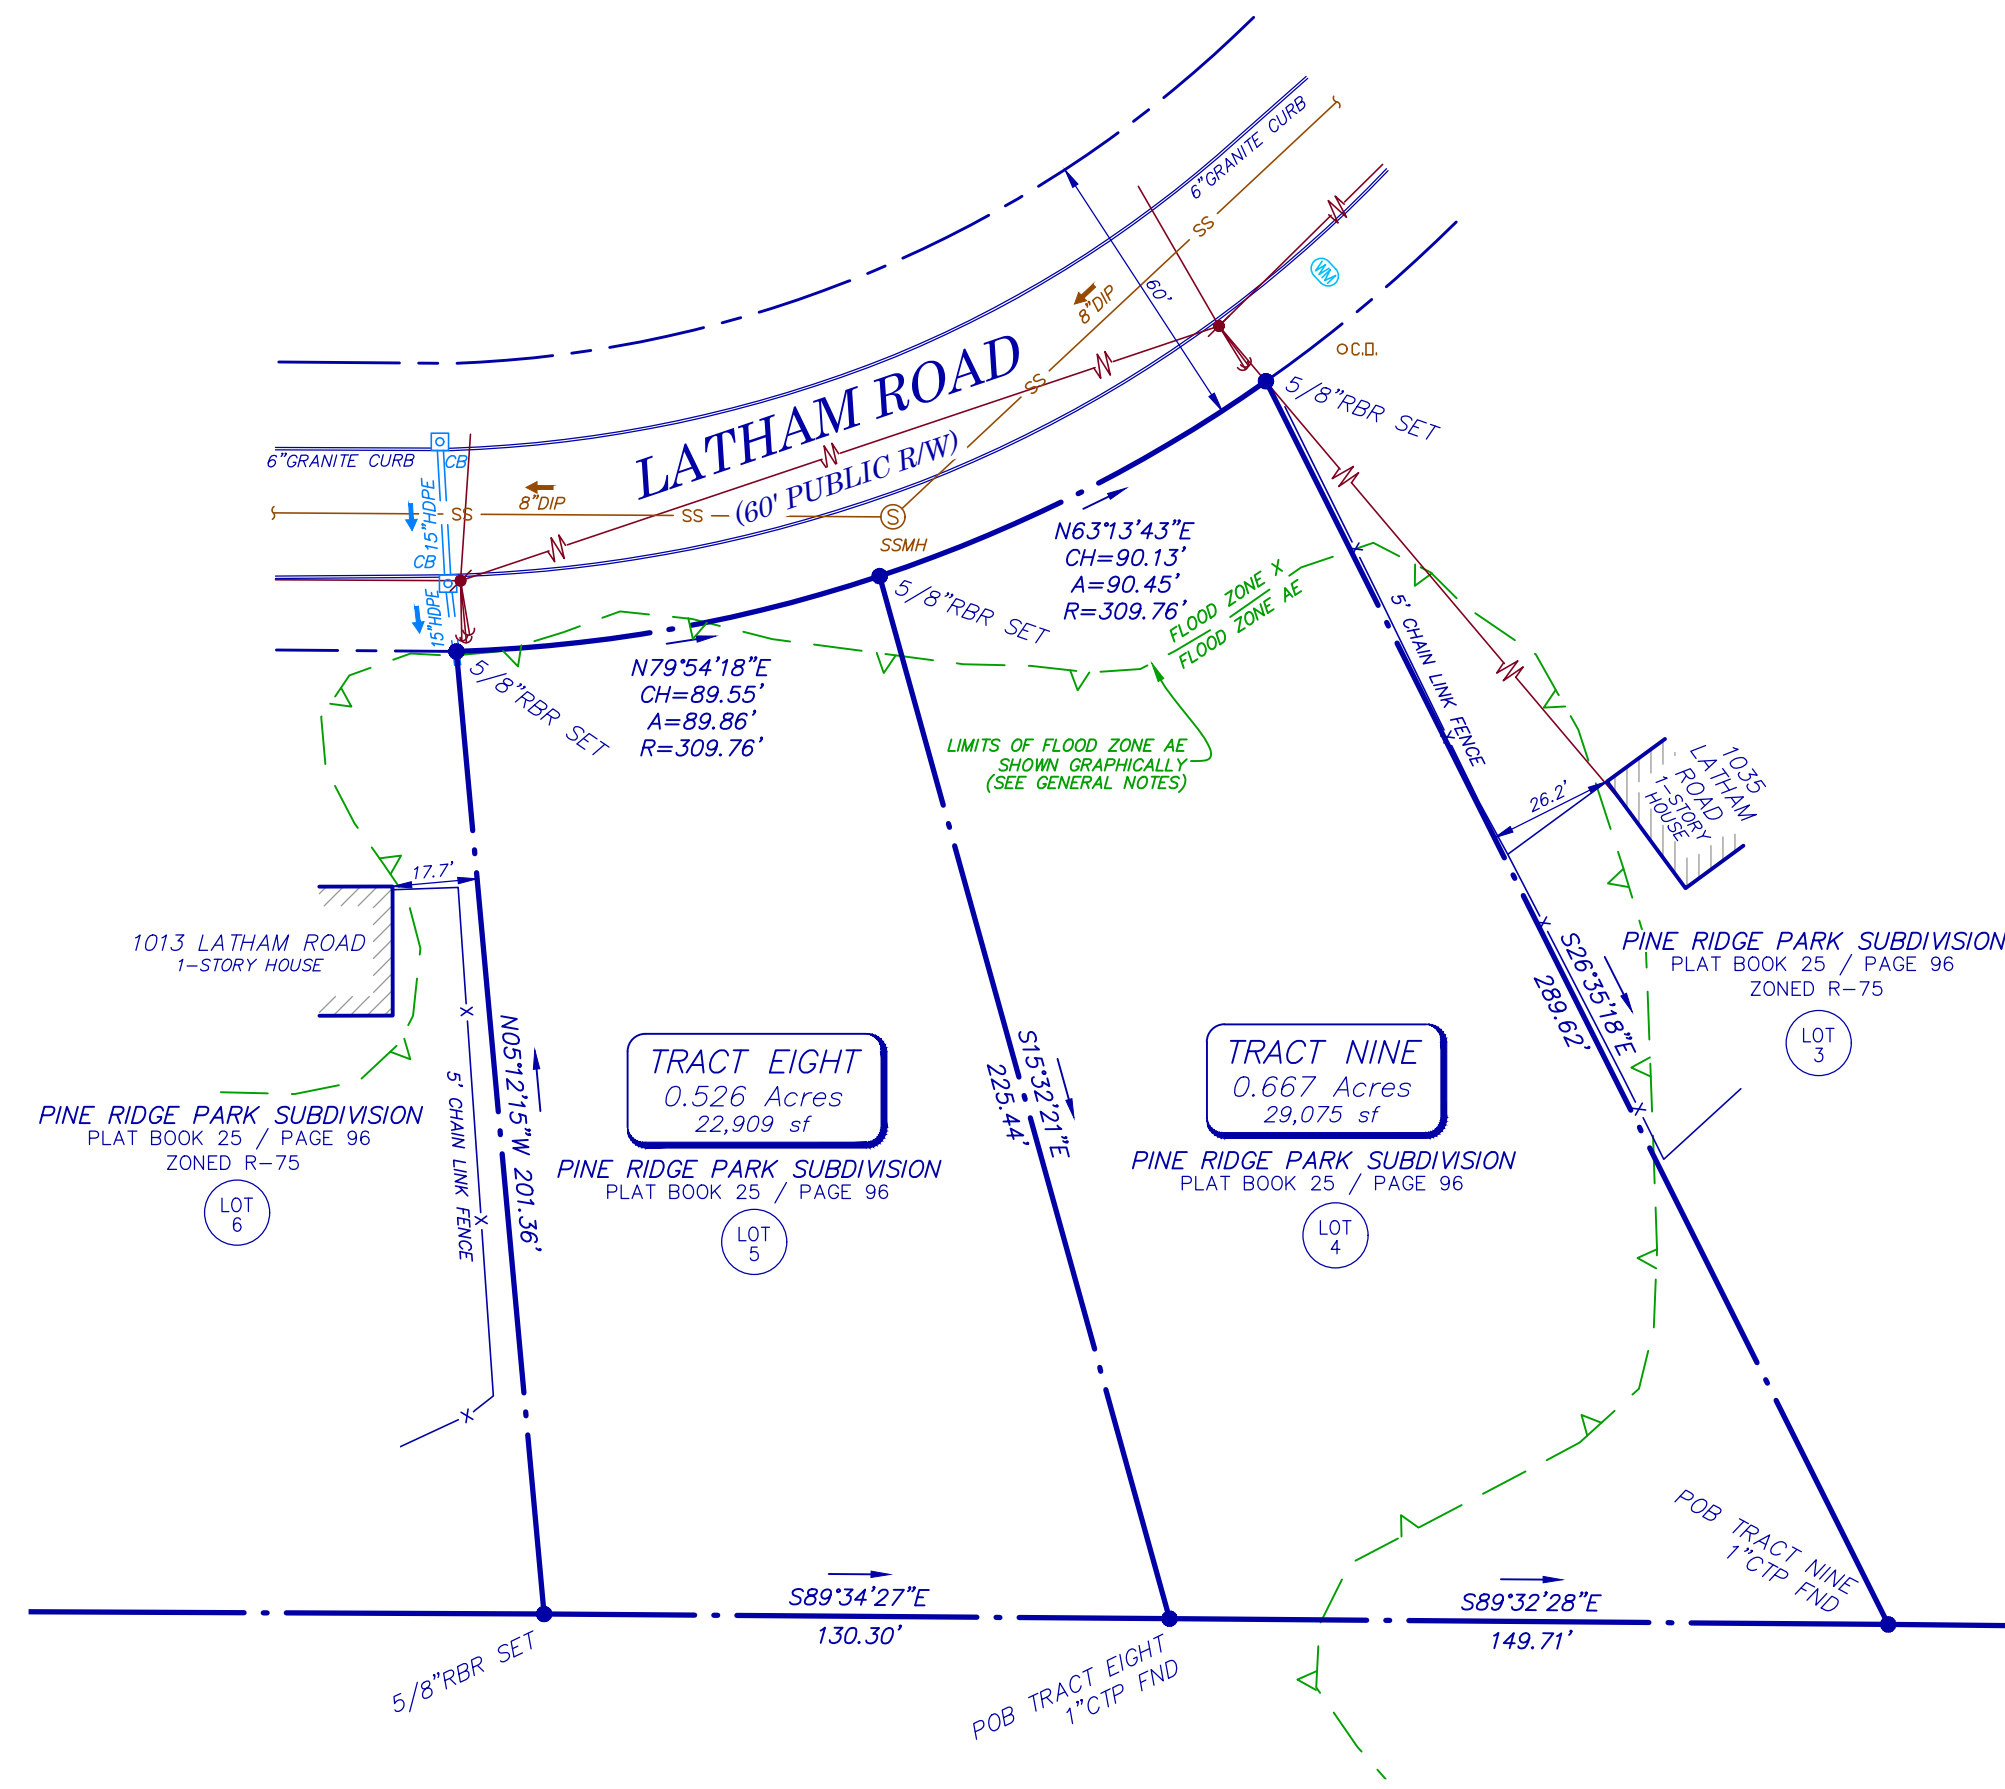 6"GRANITE CURB
SS
8"DIP
60'
WM
C.O.
LATHAM ROAD
(60' PUBLIC R/W)
SS
5/8"RBR SET
6"GRANITE CURB
CB
15"HDPE
SS
8"DIP
SS
SSMH
CB
15"HDPE
N63°13'43"E
CH=90.13'
A=90.45'
R=309.76'
5/8"RBR SET
FLOOD ZONE X
FLOOD ZONE AE
5' CHAIN LINK FENCE
5/8"RBR SET
N79°54'18"E
CH=89.55'
A=89.86'
R=309.76'
LIMITS OF FLOOD ZONE AE
SHOWN GRAPHICALLY
(SEE GENERAL NOTES)
1035
LATHAM
ROAD
1-STORY
HOUSE
26.2'
17.7'
1013 LATHAM ROAD
1-STORY HOUSE
PINE RIDGE PARK SUBDIVISION
PLAT BOOK 25 / PAGE 96
ZONED R-75
LOT
3
S26°35'18"E
289.62'
N05°12'15"W 201.36'
5' CHAIN LINK FENCE
TRACT EIGHT
0.526 Acres
22,909 sf
PINE RIDGE PARK SUBDIVISION
PLAT BOOK 25 / PAGE 96
LOT
5
S15°32'21"E
225.44'
TRACT NINE
0.667 Acres
29,075 sf
PINE RIDGE PARK SUBDIVISION
PLAT BOOK 25 / PAGE 96
LOT
4
PINE RIDGE PARK SUBDIVISION
PLAT BOOK 25 / PAGE 96
ZONED R-75
LOT
6
POB TRACT NINE
1"CTP FND
S89°34'27"E
130.30'
S89°32'28"E
149.71'
5/8"RBR SET
POB TRACT EIGHT
1"CTP FND